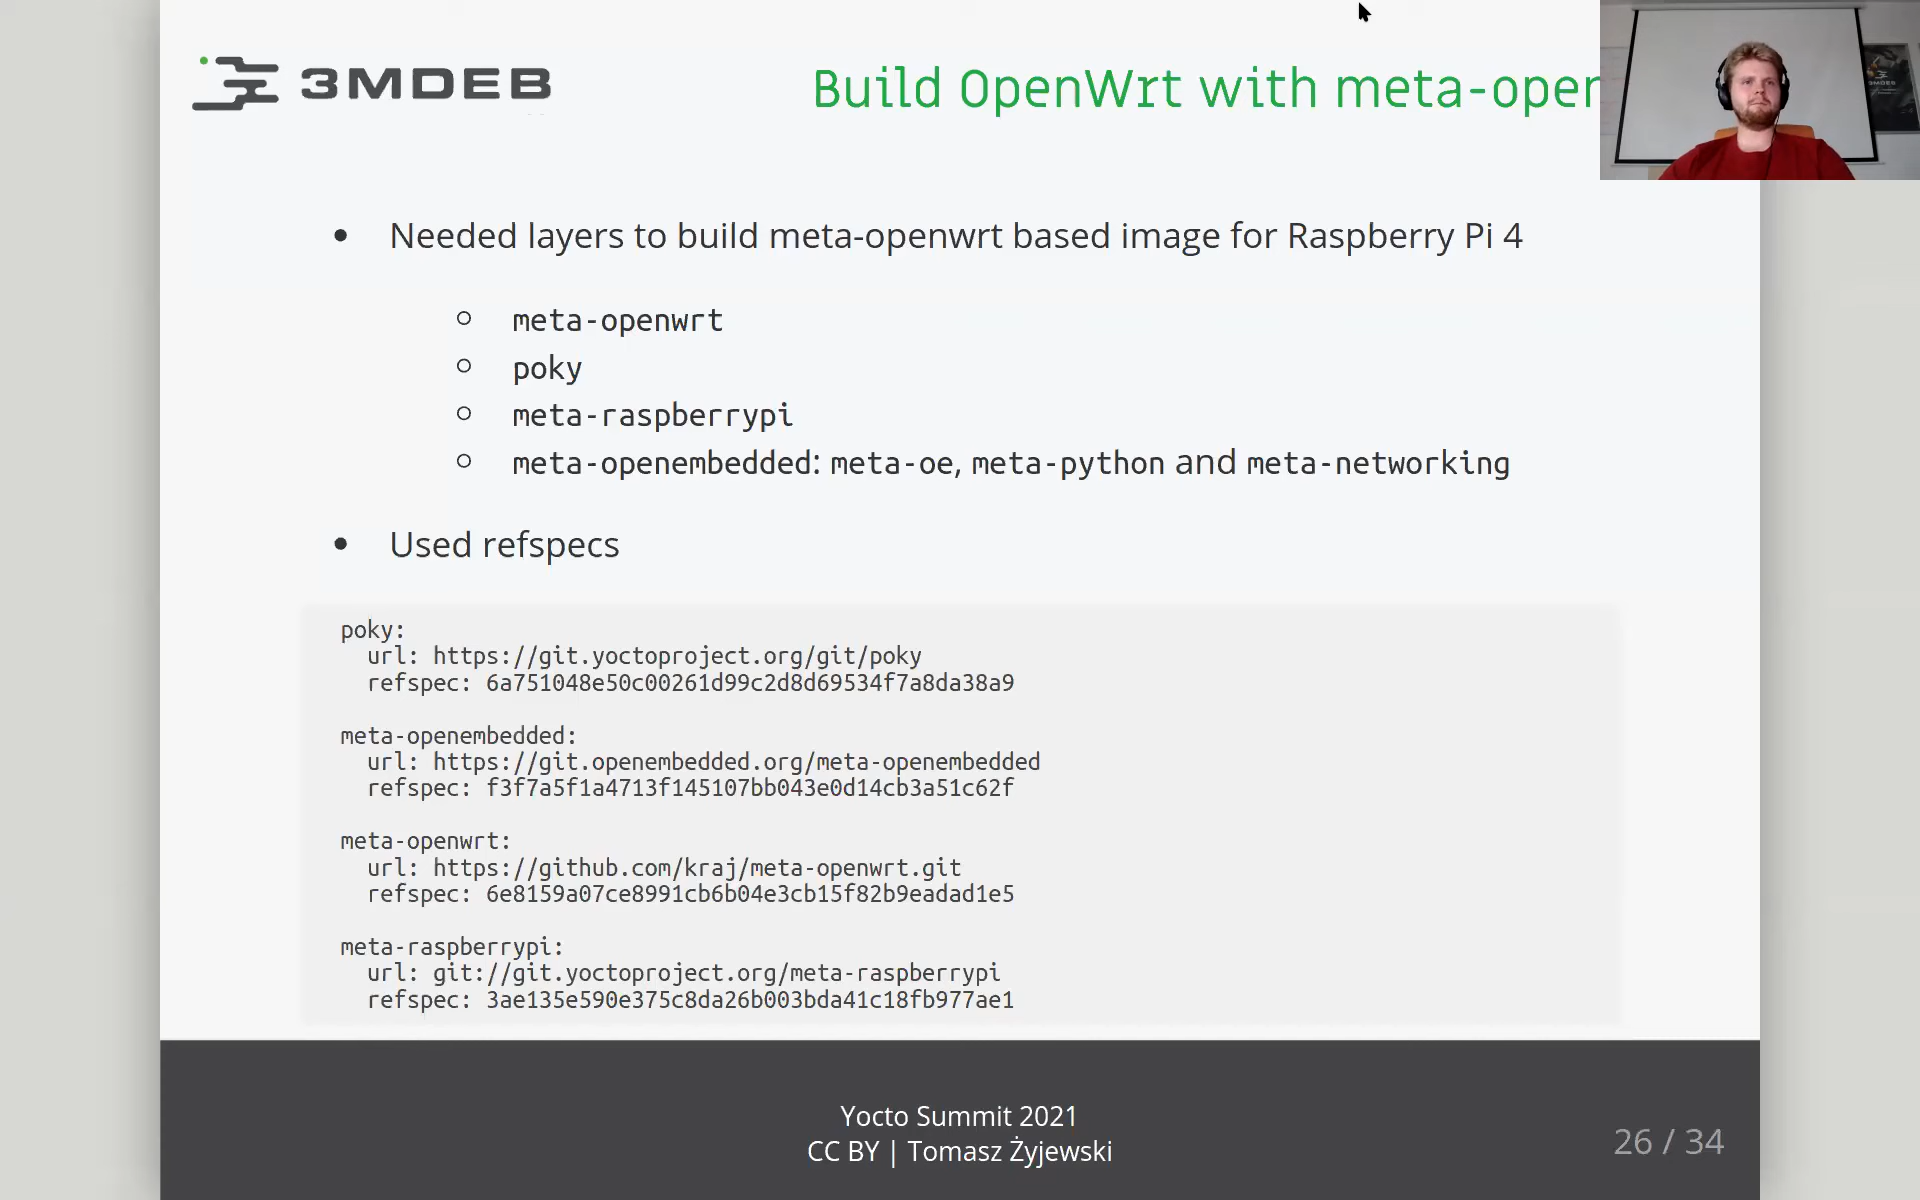 3MDEB
Build OpenWrt with meta-open
• Needed layers to build meta-openwrt based image for Raspberry Pi 4
○ meta-openwrt
○ poky
○ meta-raspberrypi
○ meta-openembedded: meta-oe, meta-python and meta-networking
• Used refspecs
poky:
url: https://git.yoctoproject.org/git/poky
refspec: 6a751048e50c00261d99c2d8d69534f7a8da38a9
meta-openembedded:
url: https://git.openembedded.org/meta-openembedded
refspec: f3f7a5f1a4713f145107bb043e0d14cb3a51c62f
meta-openwrt:
url: https://github.com/kraj/meta-openwrt.git
refspec: 6e8159a07ce8991cb6b04e3cb15f82b9eadad1e5
meta-raspberrypi:
url: git://git.yoctoproject.org/meta-raspberrypi
refspec: 3ae135e590e375c8da26b003bda41c18fb977ae1
Yocto Summit 2021
CC BY | Tomasz Żyjewski
26 / 34